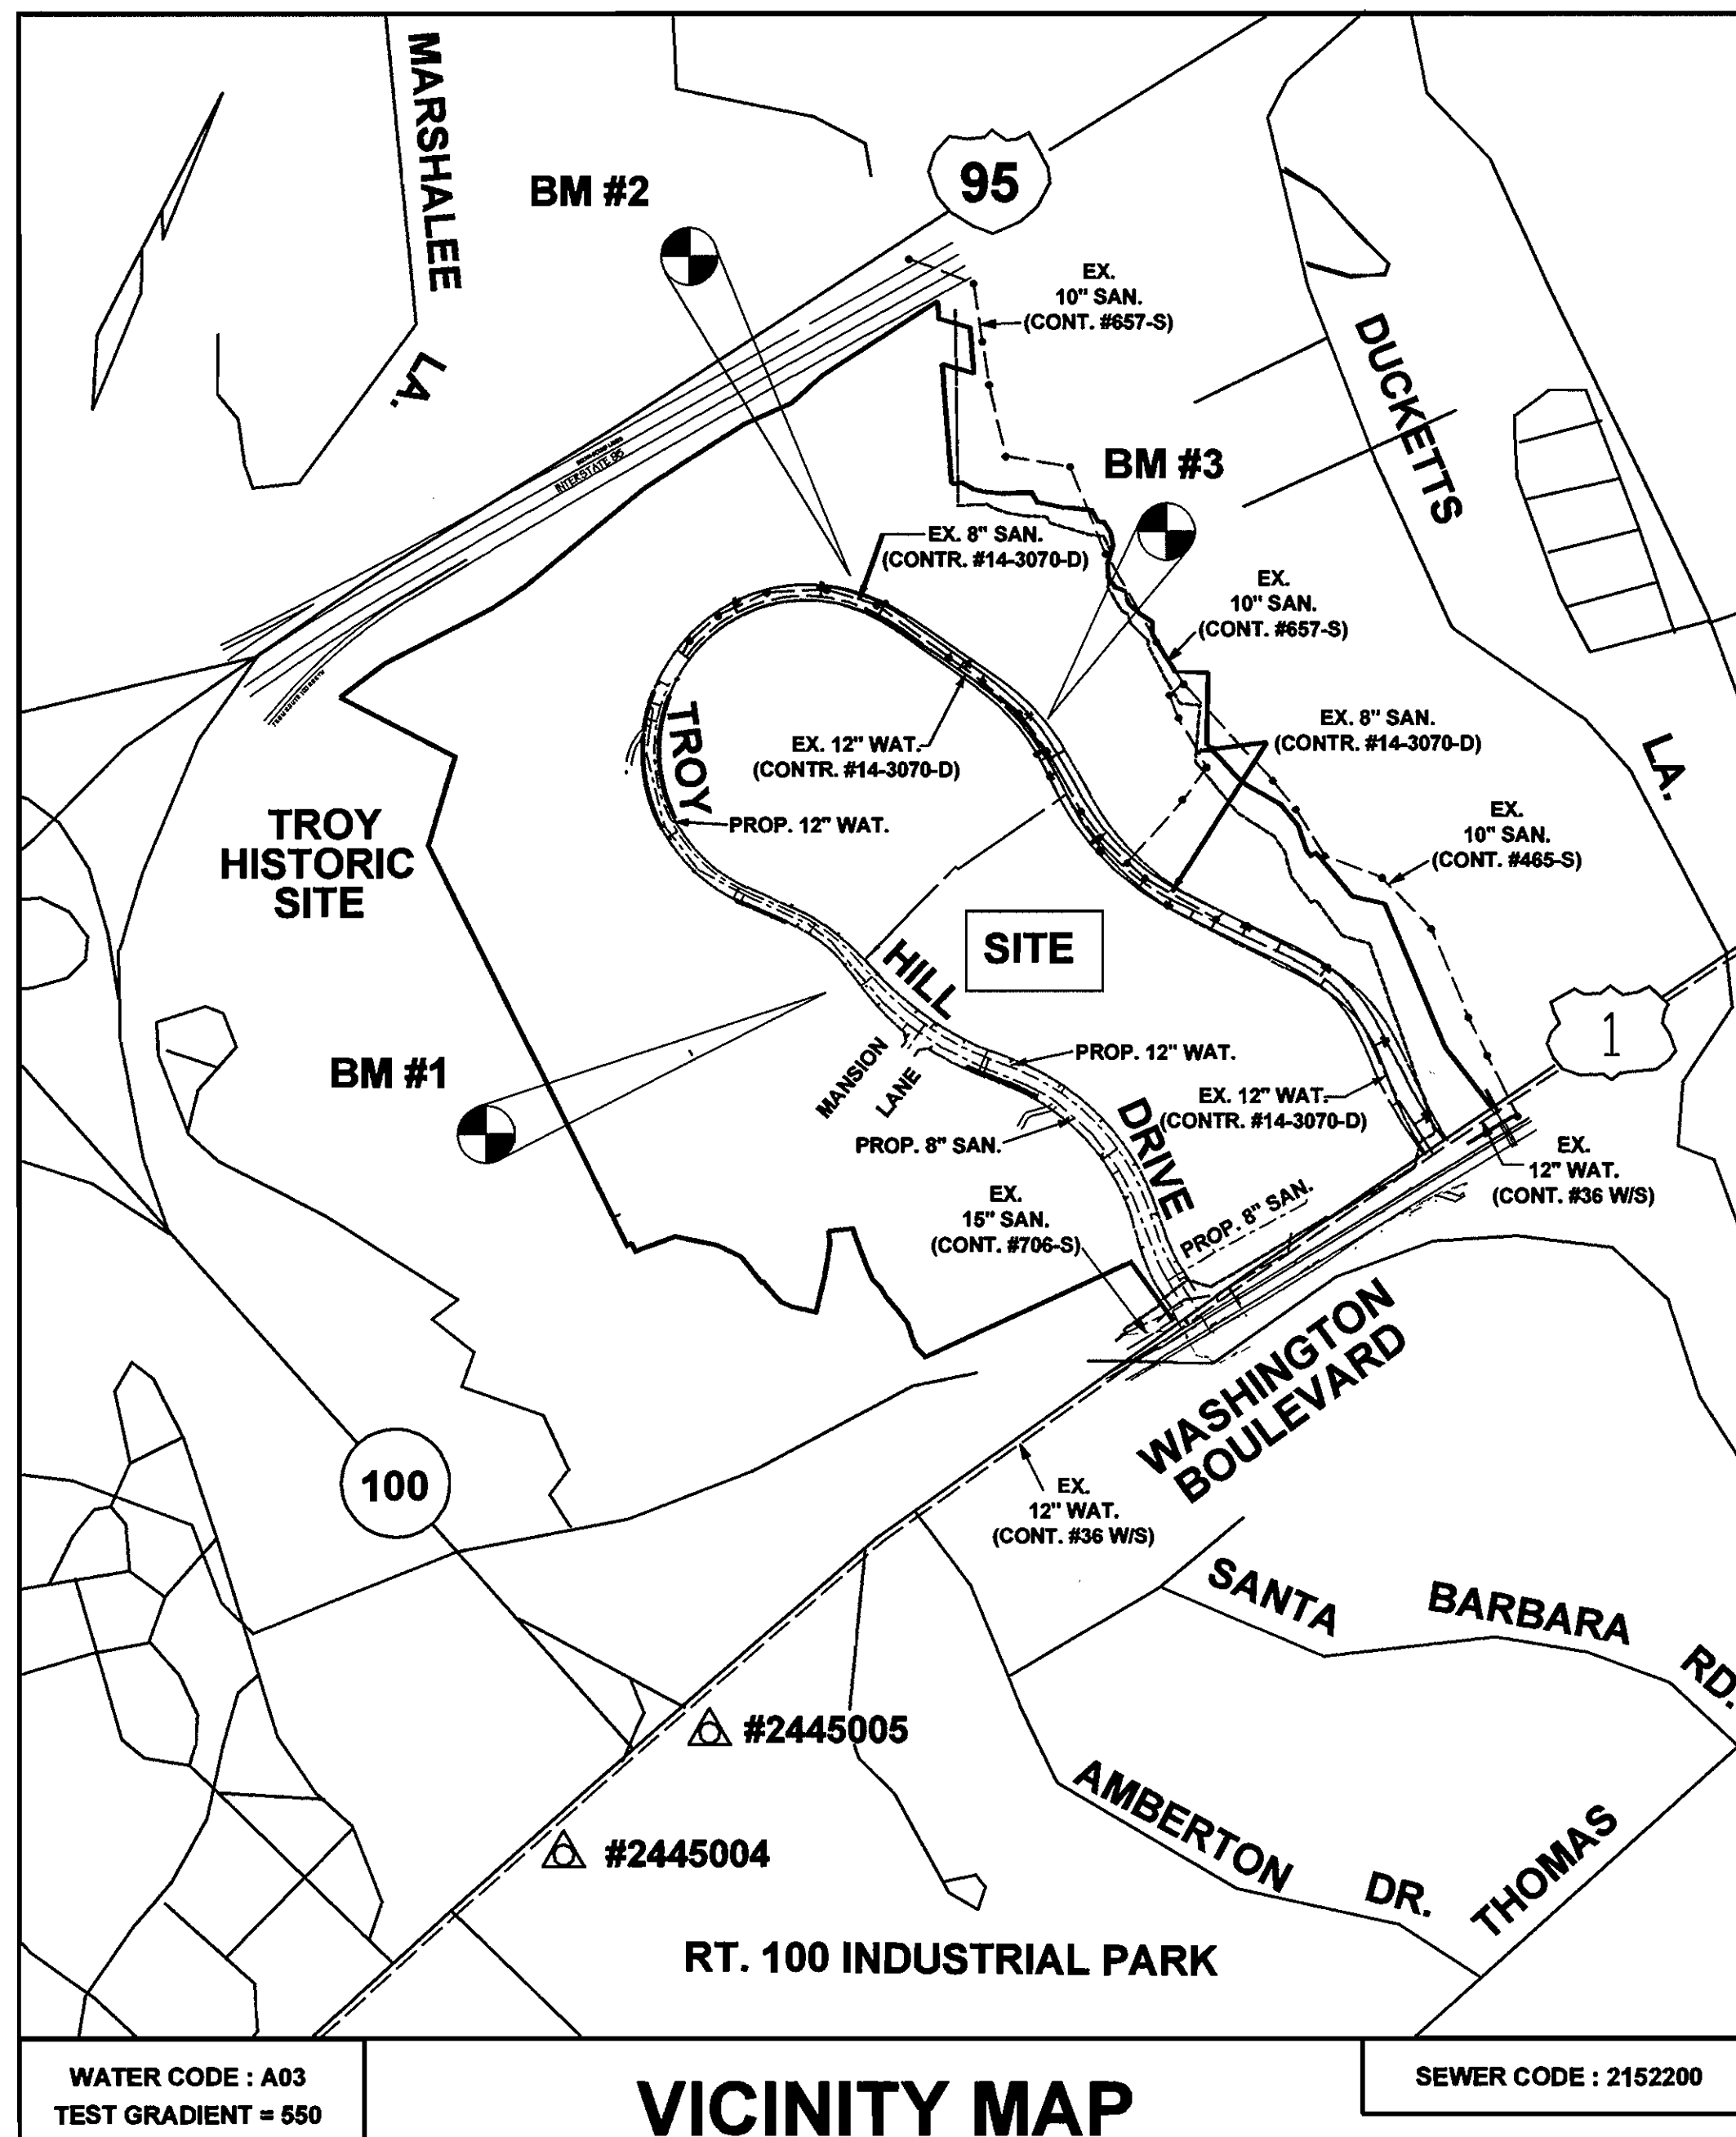 MARSHALEE
LA.
BM #2
95
EX.
10" SAN.
(CONT. #657-S)
DUCKETTS
LA.
BM #3
INTERSTATE 95
EX. 8" SAN.
(CONTR. #14-3070-D)
EX.
10" SAN.
(CONT. #657-S)
EX. 8" SAN.
(CONTR. #14-3070-D)
TROY
EX. 12" WAT.
(CONTR. #14-3070-D)
PROP. 12" WAT.
TROY
HISTORIC
SITE
EX.
10" SAN.
(CONT. #465-S)
HILL
SITE
1
BM #1
MANSION
LANE
PROP. 12" WAT.
EX. 12" WAT.
(CONTR. #14-3070-D)
DRIVE
PROP. 8" SAN.
EX.
12" WAT.
(CONT. #36 W/S)
EX.
15" SAN.
(CONT. #706-S)
PROP. 8" SAN.
WASHINGTON
BOULEVARD
100
EX.
12" WAT.
(CONT. #36 W/S)
SANTA BARBARA RD.
#2445005
AMBERTON DR.
THOMAS
#2445004
RT. 100 INDUSTRIAL PARK
WATER CODE : A03
TEST GRADIENT = 550
VICINITY MAP
SEWER CODE : 2152200